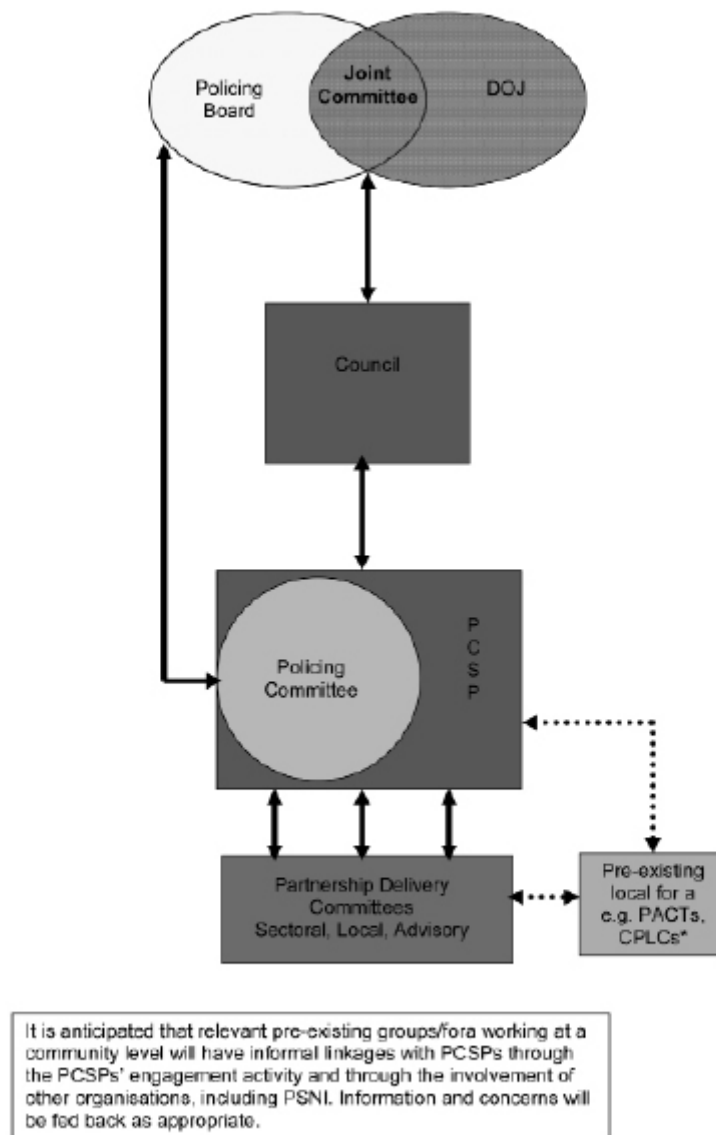 Policing
Board
Joint
Committee
DOJ
Council
Policing
Committee
P
C
S
P
Partnership Delivery
Committees
Sectoral, Local, Advisory
Pre-existing
local for a
e.g. PACTs,
CPLCs*
It is anticipated that relevant pre-existing groups/fora working at a
community level will have informal linkages with PCSPs through
the PCSPs' engagement activity and through the involvement of
other organisations, including PSNI. Information and concerns will
be fed back as appropriate.